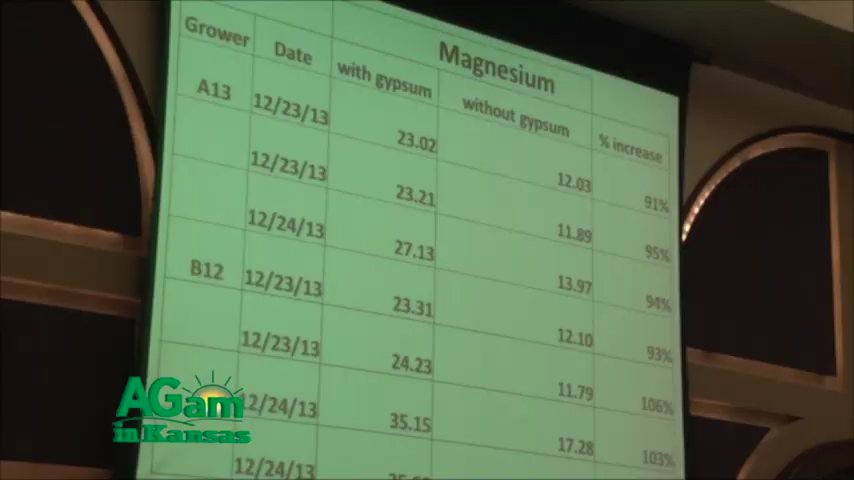 Magnesium
Grower Date with gypsum without gypsum % increase
A13 12/23/13 23.02 12.03 91%
12/23/13 23.21 11.89 95%
12/24/13 27.13 13.97 94%
B12 12/23/13 23.31 12.10 93%
12/23/13 24.23 11.79 106%
12/24/13 35.15 17.28 103%
12/24/13
AGam
in Kansas